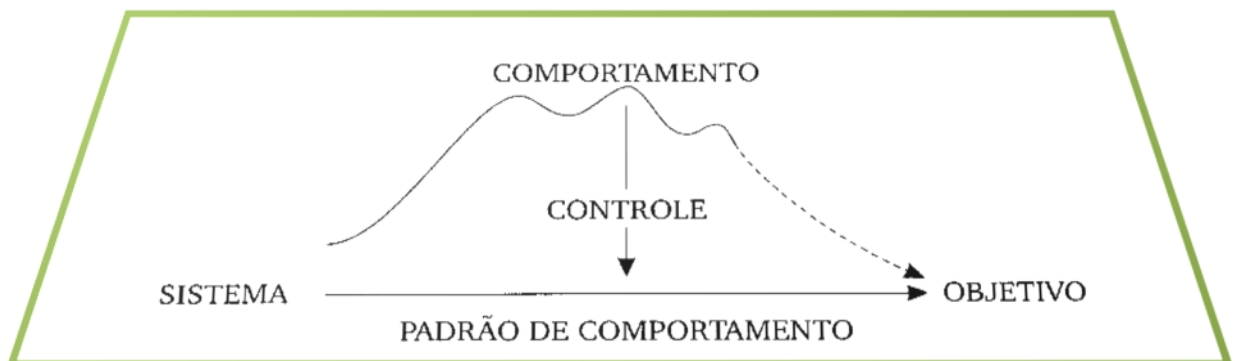 COMPORTAMENTO
CONTROLE
SISTEMA
OBJETIVO
PADRÃO DE COMPORTAMENTO